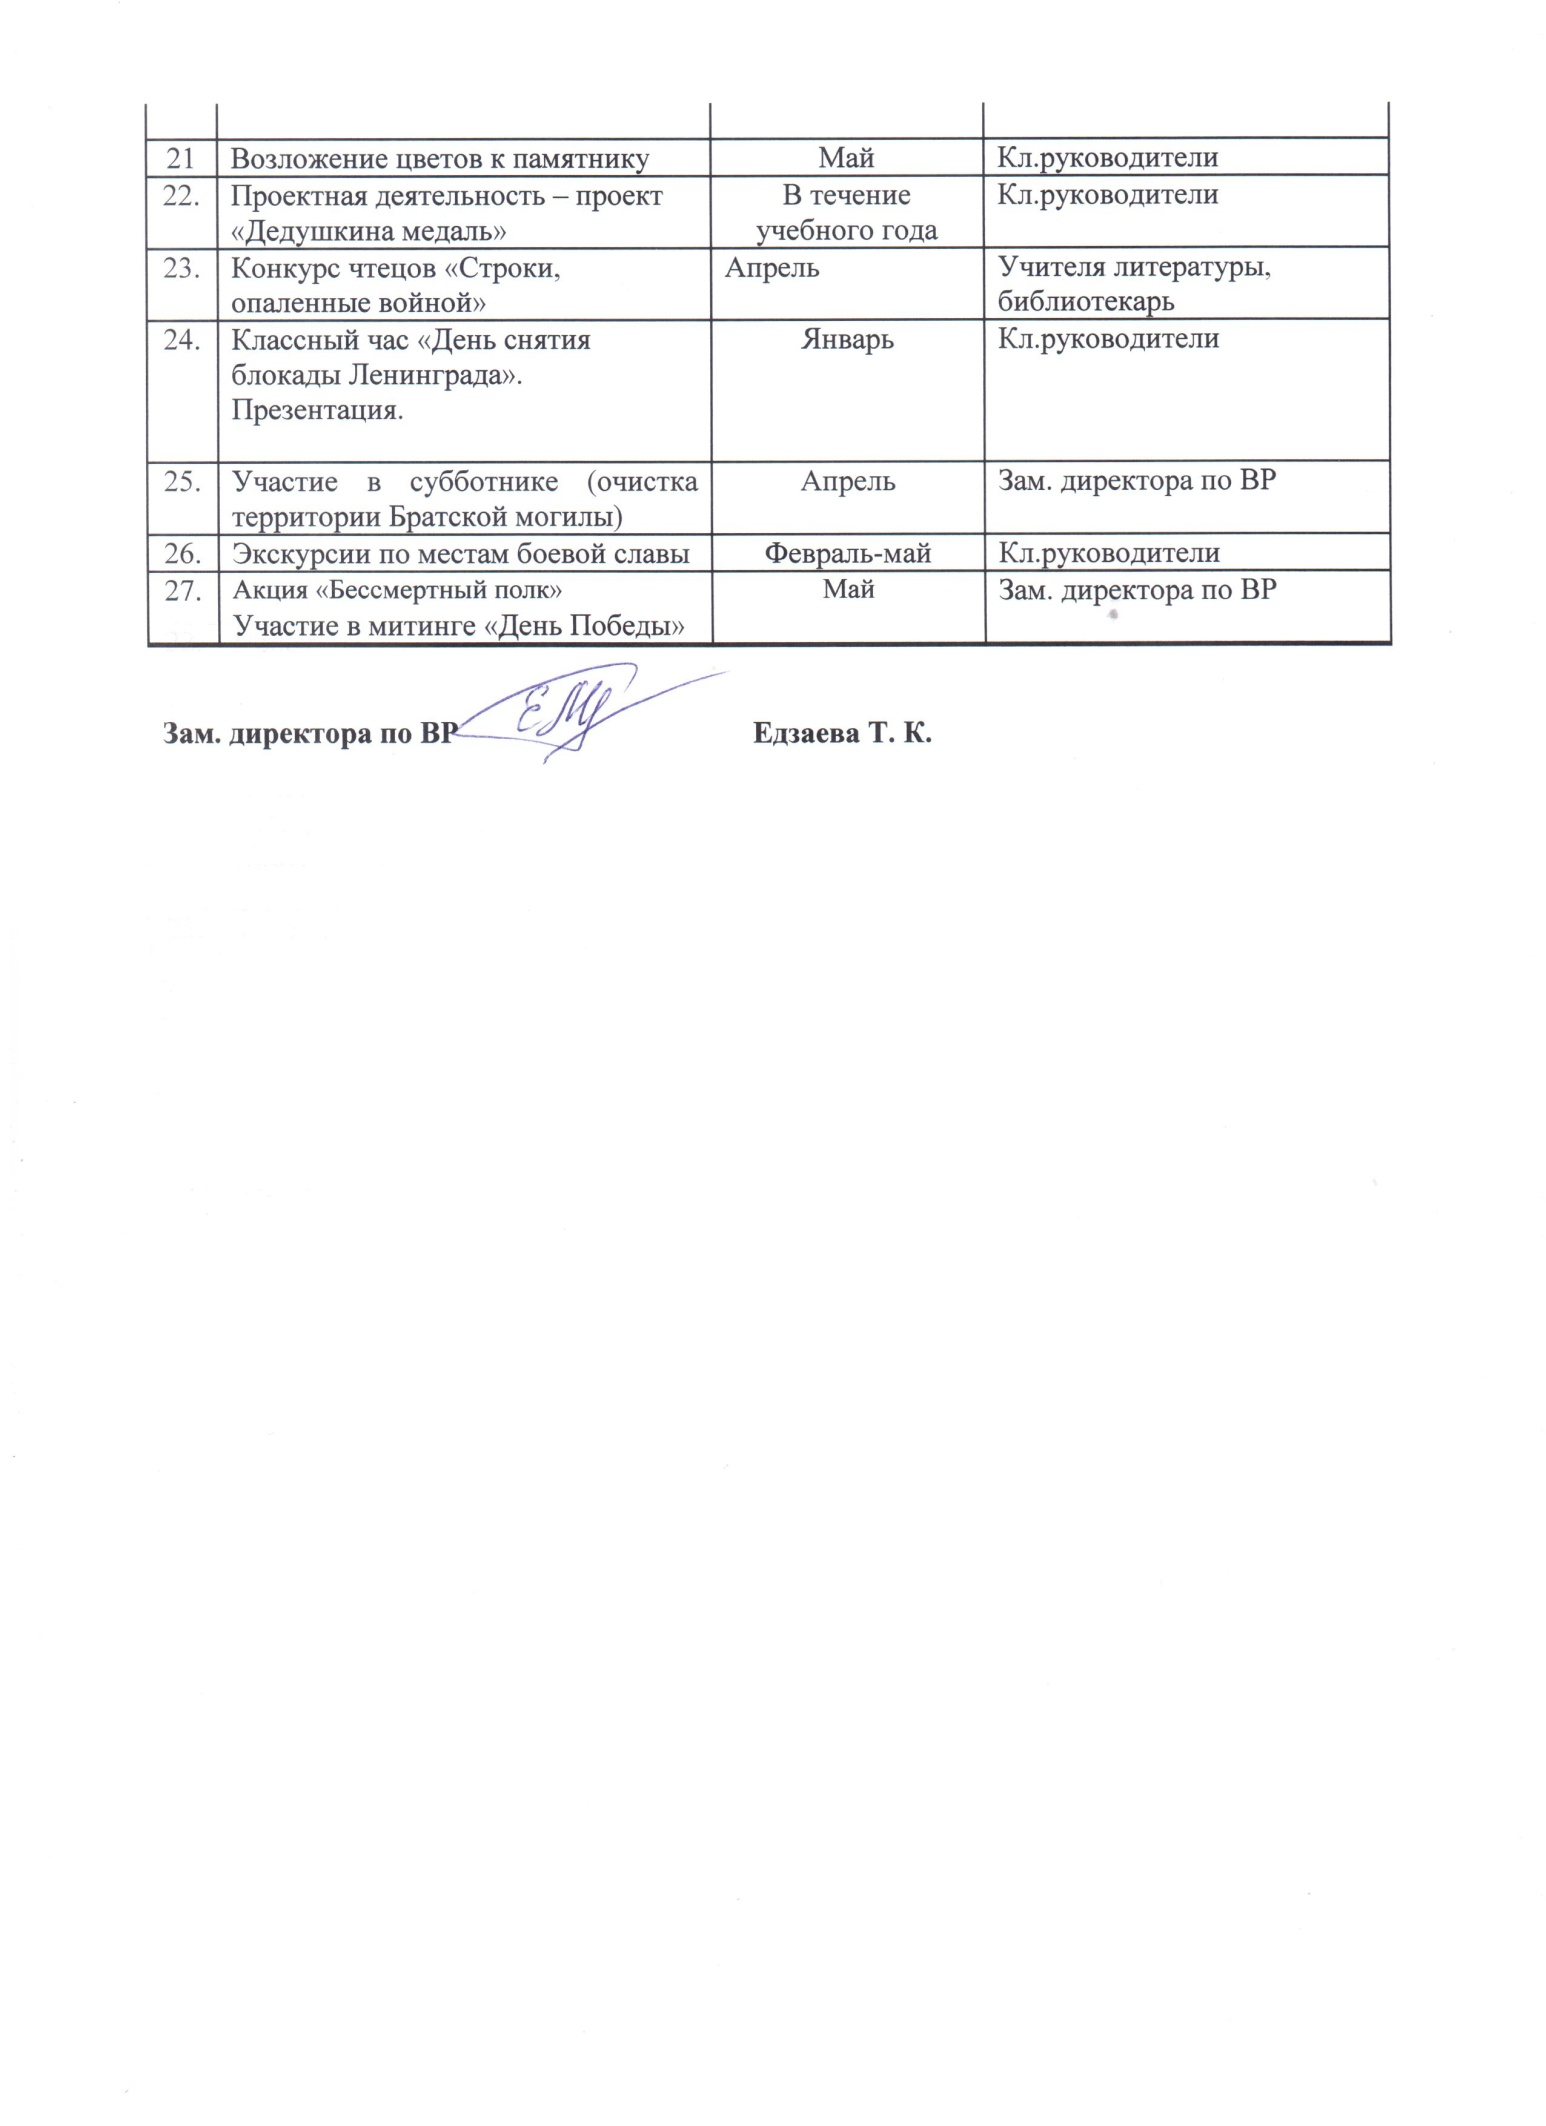 21 Возложение цветов к памятнику Май Кл.руководители
22. Проектная деятельность – проект В течение Кл.руководители
«Дедушкина медаль» учебного года
23. Конкурс чтецов «Строки, Апрель Учителя литературы,
опаленные войной» библиотекарь
24. Классный час «День снятия Январь Кл.руководители
блокады Ленинграда».
Презентация.
25. Участие в субботнике (очистка Апрель Зам. директора по ВР
территории Братской могилы)
26. Экскурсии по местам боевой славы Февраль-май Кл.руководители
27. Акция «Бессмертный полк» Май Зам. директора по ВР
Участие в митинге «День Победы»
Зам. директора по ВР Едзаева Т. К.